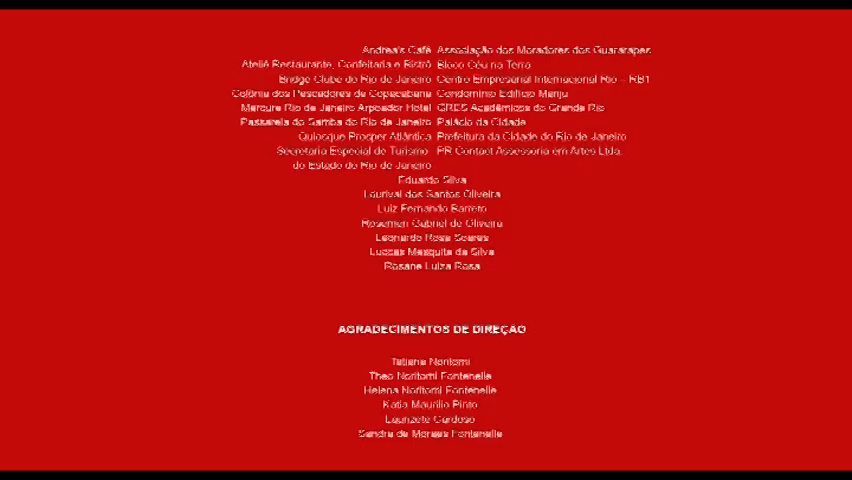 Andrea's Café Associação dos Moradores dos Guararapes
Ateliê Restaurante, Confeitaria e Bistrô Bloco Céu na Terra
Bridge Clube do Rio de Janeiro Centro Empresarial Internacional Rio – RB1
Colônia dos Pescadores de Copacabana Condomínio Edifício
Mercure Rio de Janeiro Arpoador Hotel GRES Acadêmicos do Grande Rio
Passarela do Samba do Rio de Janeiro Palácio da Cidade
Quiosque Prosper Atlântica Prefeitura da Cidade do Rio de Janeiro
Secretaria Especial de Turismo PR Contact Assessoria em Artes Ltda.
do Estado do Rio de Janeiro
Eduardo Silva
Lourival dos Santos Oliveira
Luiz Fernando Barreto
Rosemeri Gabriel de Oliveira
Leonardo Rosa Soares
Luccas Mesquita da Silva
Rosane Luiza Rosa
AGRADECIMENTOS DE DIREÇÃO
Tatiana Noritomi
Theo Noritomi Fontenelle
Helena Noritomi Fontenelle
Katia Maurilio Pinto
Laurizete Cardoso
Sandra de Moraes Fontenelle